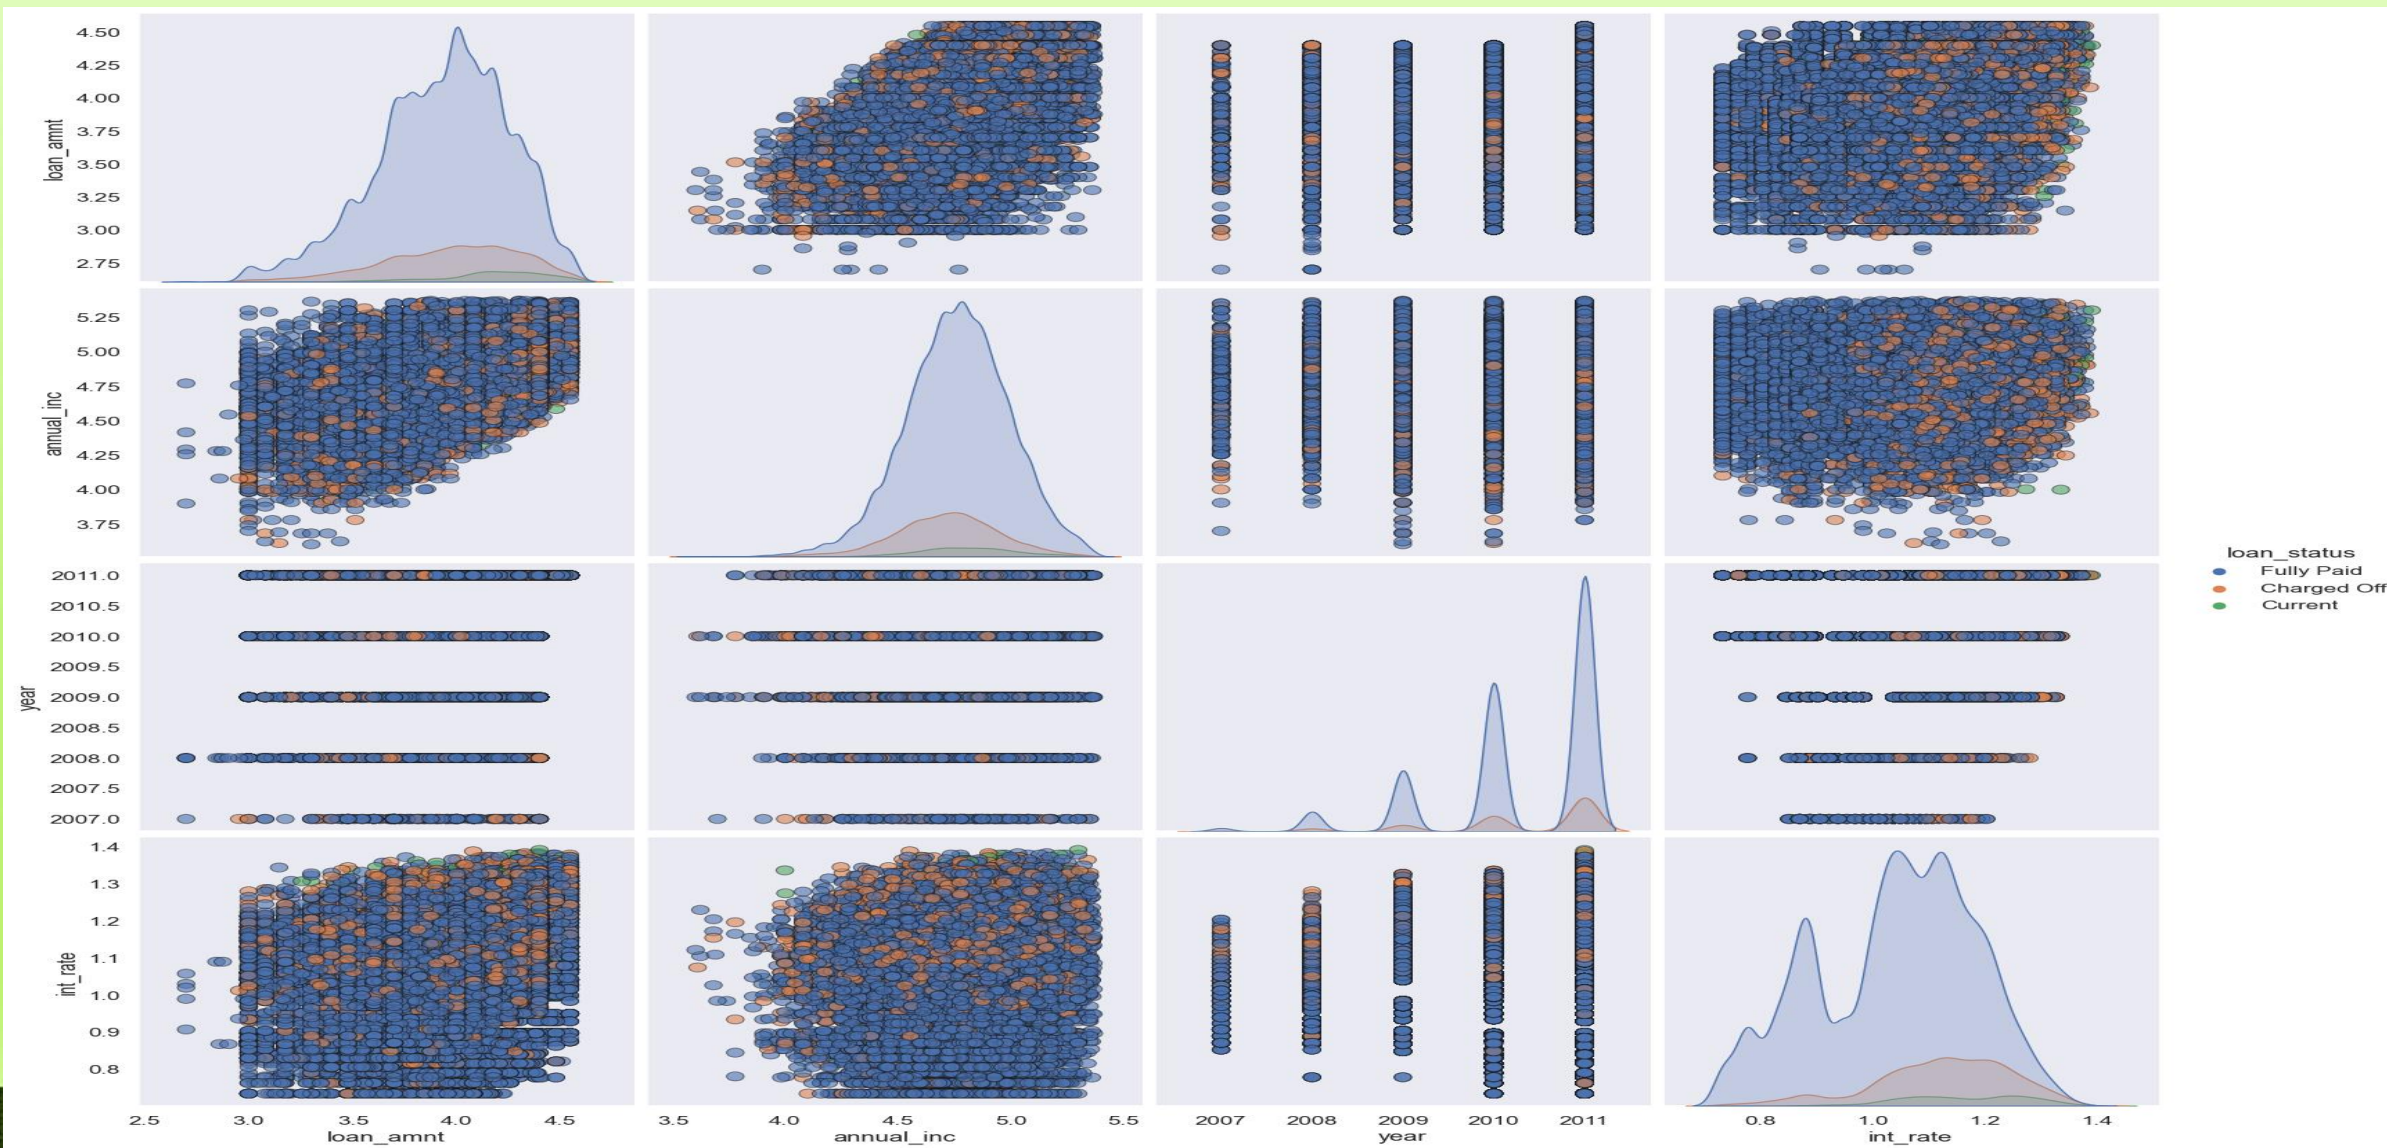 4.50
4.25
4.00
3.75
3.50
3.25
3.00
2.75
loan_amnt
5.25
5.00
4.75
4.50
4.25
4.00
3.75
annual_inc
2011.0
2010.5
2010.0
2009.5
2009.0
2008.5
2008.0
2007.5
2007.0
year
loan_status
Fully Paid
Charged Off
Current
1.4
1.3
1.2
1.1
1.0
0.9
0.8
int_rate
2.5 3.0 3.5 4.0 4.5
loan_amnt
3.5 4.0 4.5 5.0 5.5
annual_inc
2007 2008 2009 2010 2011
year
0.8 1.0 1.2 1.4
int_rate